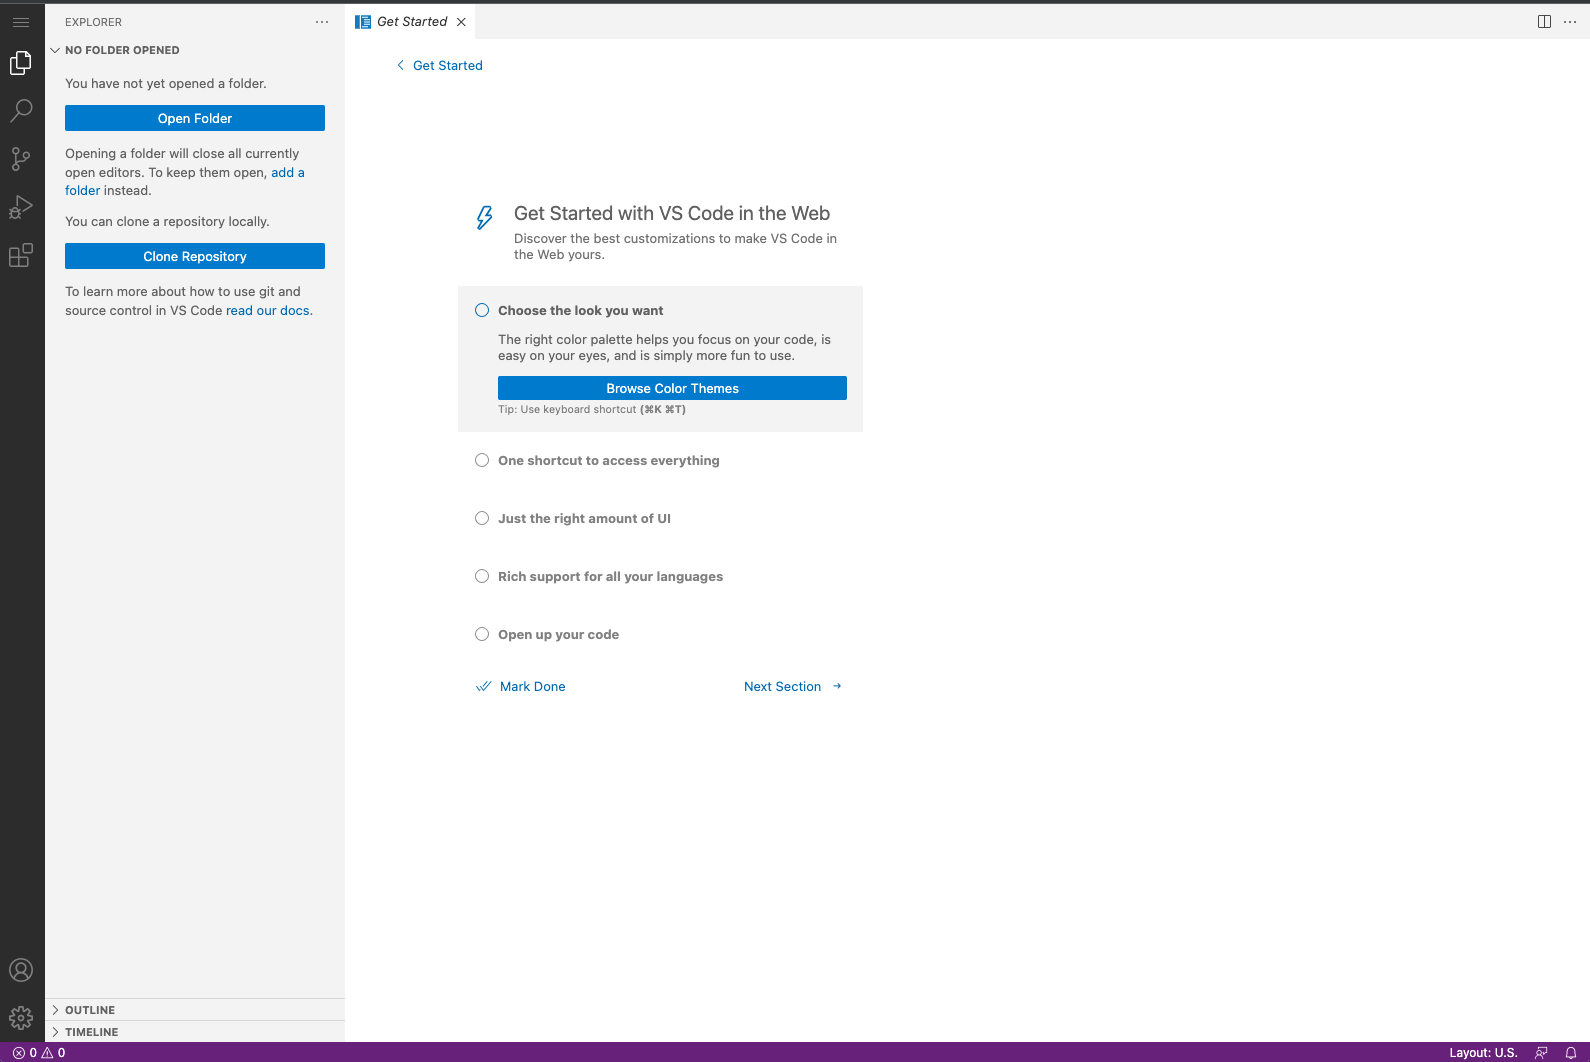 EXPLORER
NO FOLDER OPENED
You have not yet opened a folder.
Open Folder
Opening a folder will close all currently
open editors. To keep them open, add a
folder instead.
You can clone a repository locally.
Clone Repository
To learn more about how to use git and
source control in VS Code read our docs.
OUTLINE
TIMELINE
Get Started
Get Started
Get Started with VS Code in the Web
Discover the best customizations to make VS Code in
the Web yours.
Choose the look you want
The right color palette helps you focus on your code, is
easy on your eyes, and is simply more fun to use.
Browse Color Themes
Tip: Use keyboard shortcut (⌘K ⌘T)
One shortcut to access everything
Just the right amount of UI
Rich support for all your languages
Open up your code
Mark Done
Next Section
0 0
Layout: U.S.